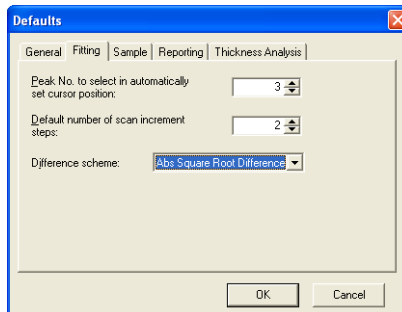 Defaults
General Fitting Sample Reporting Thickness Analysis
Peak No. to select in automatically
set cursor position:
3
Default number of scan increment
steps:
2
Difference scheme:
Abs Square Root Difference
OK Cancel